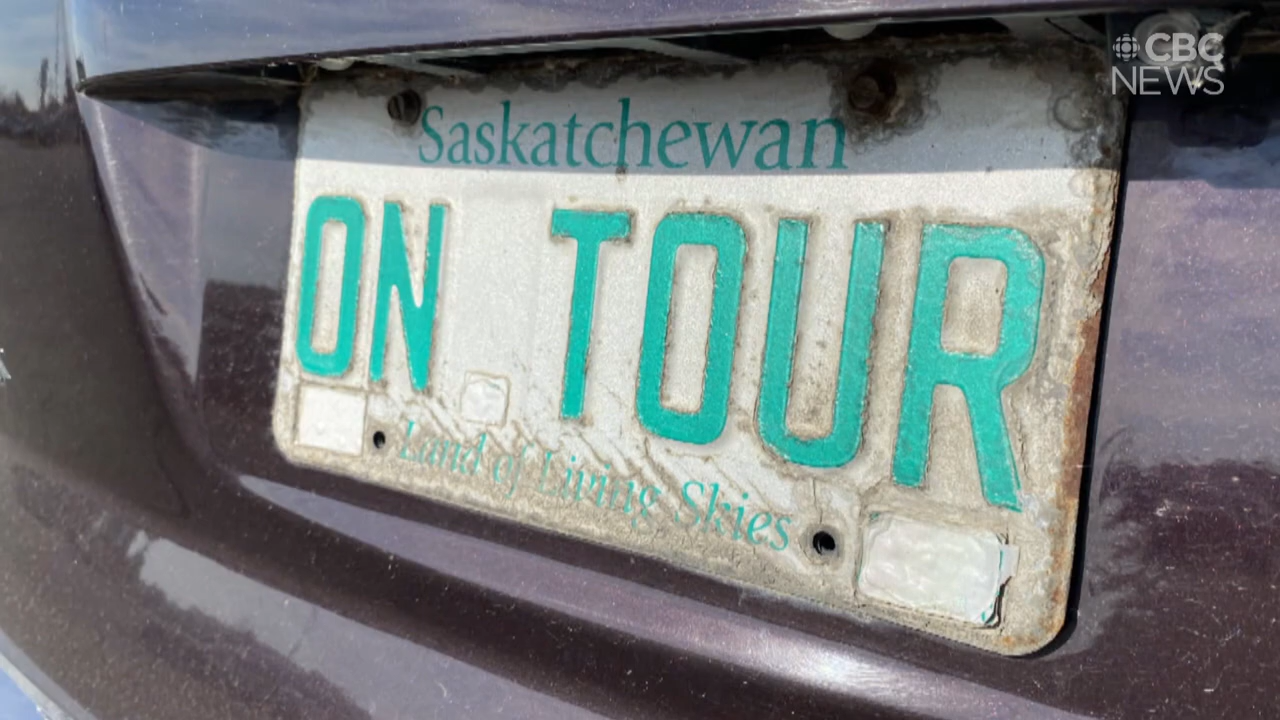 CBC
NEWS
Saskatchewan
ON TOUR
Land of Living Skies